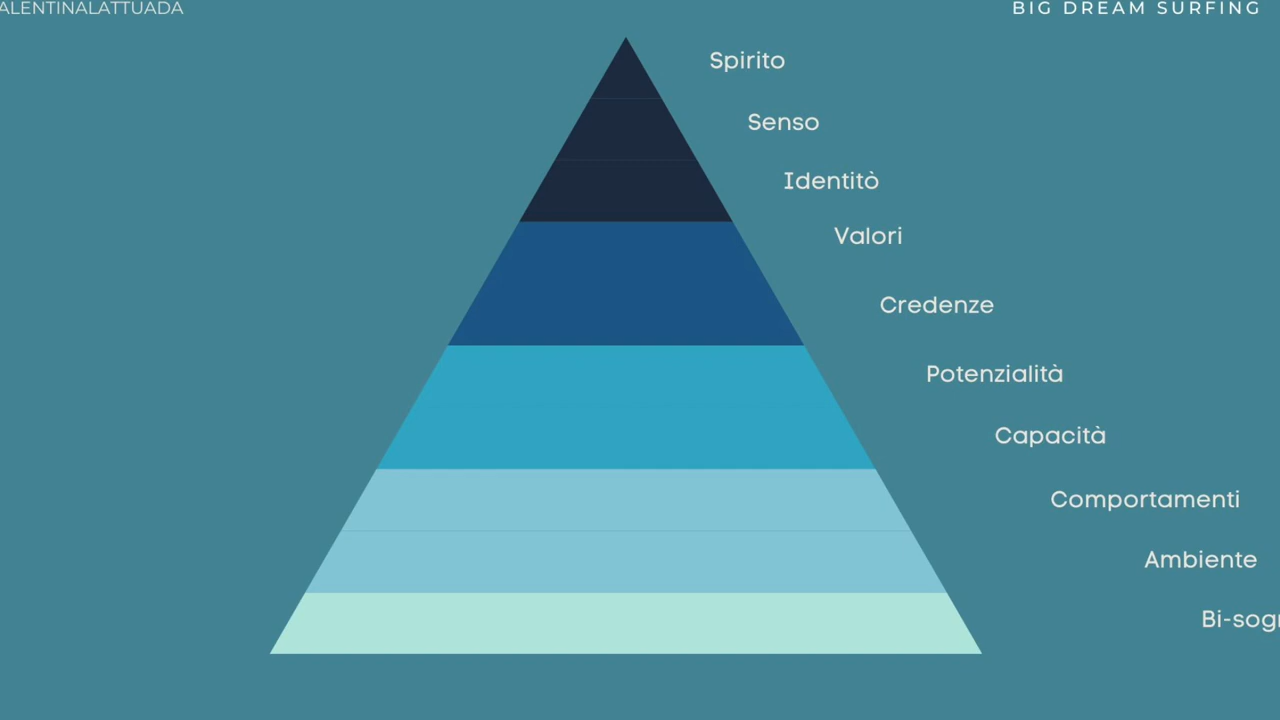 ALENTINALATTUADA
BIG DREAM SURFING
Spirito
Senso
Identitò
Valori
Credenze
Potenzialità
Capacità
Comportamenti
Ambiente
Bi-sog